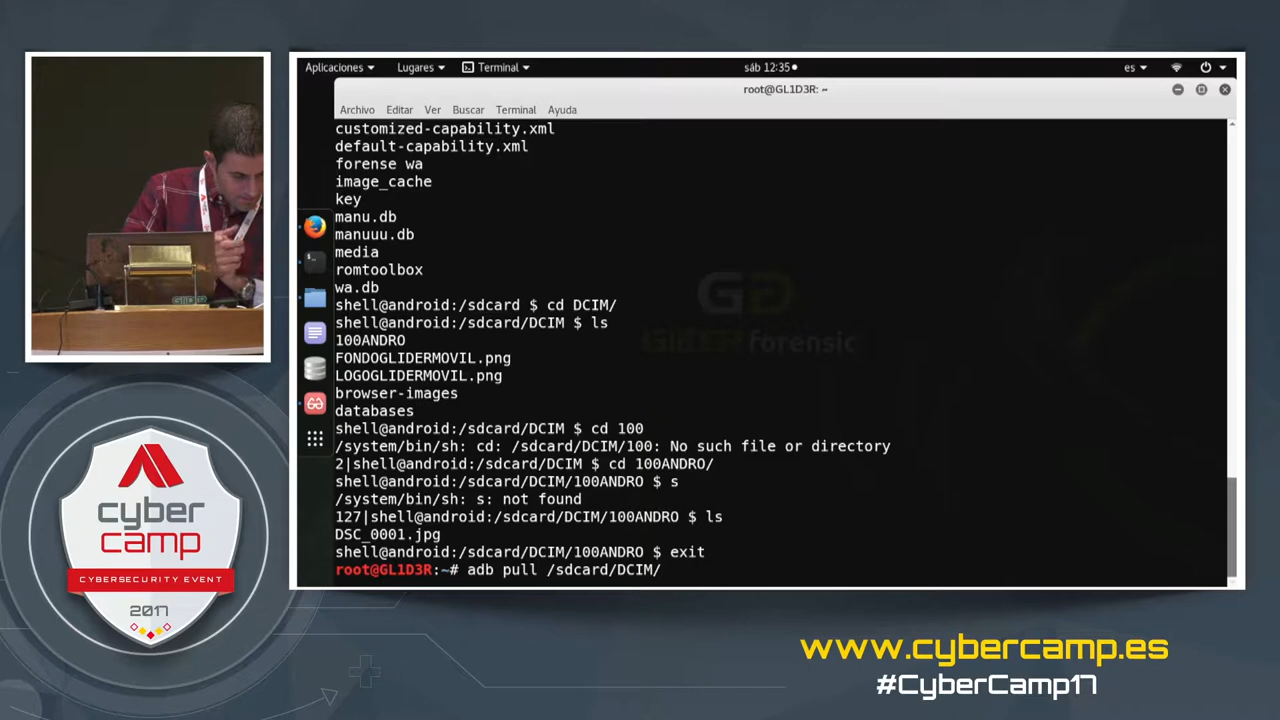 Aplicaciones
Lugares
Terminal
sáb 12:35
es
root@GL1D3R: ~
Archivo Editar Ver Buscar Terminal Ayuda
customized-capability.xml
default-capability.xml
forense wa
image_cache
key
manu.db
manuuu.db
media
romtoolbox
wa.db
shell@android:/sdcard $ cd DCIM/
shell@android:/sdcard/DCIM $ ls
100ANDRO
FONDOGLIDERMOVIL.png
LOGOGLIDERMOVIL.png
browser-images
databases
shell@android:/sdcard/DCIM $ cd 100
/system/bin/sh: cd: /sdcard/DCIM/100: No such file or directory
2|shell@android:/sdcard/DCIM $ cd 100ANDRO/
shell@android:/sdcard/DCIM/100ANDRO $ s
/system/bin/sh: s: not found
127|shell@android:/sdcard/DCIM/100ANDRO $ ls
DSC_0001.jpg
shell@android:/sdcard/DCIM/100ANDRO $ exit
root@GL1D3R:~# adb pull /sdcard/DCIM/
cyber
camp
CYBERSECURITY EVENT
2017
www.cybercamp.es
#CyberCamp17